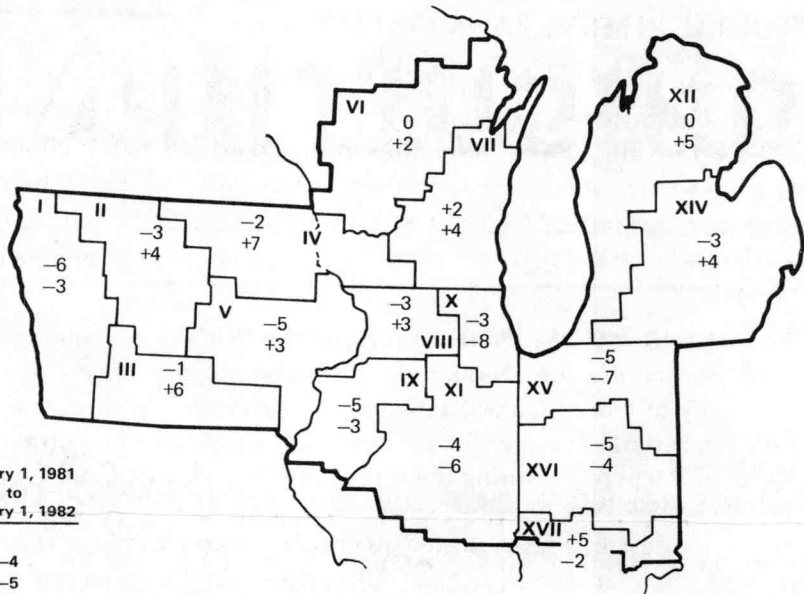 XII
0
+5
VI
0
+2
VII
I
II
XIV
-3
+4
-2
+7
IV
+2
+4
-3
+4
-6
-3
V
-5
+3
-3
+3
VIII
X
-3
-8
III
-1
+6
-5
-7
IX
XI
XV
-5
-3
-4
-6
-5
-4
XVI
ry 1, 1981
to
ry 1, 1982
XVII
+5
-2
-4
-5